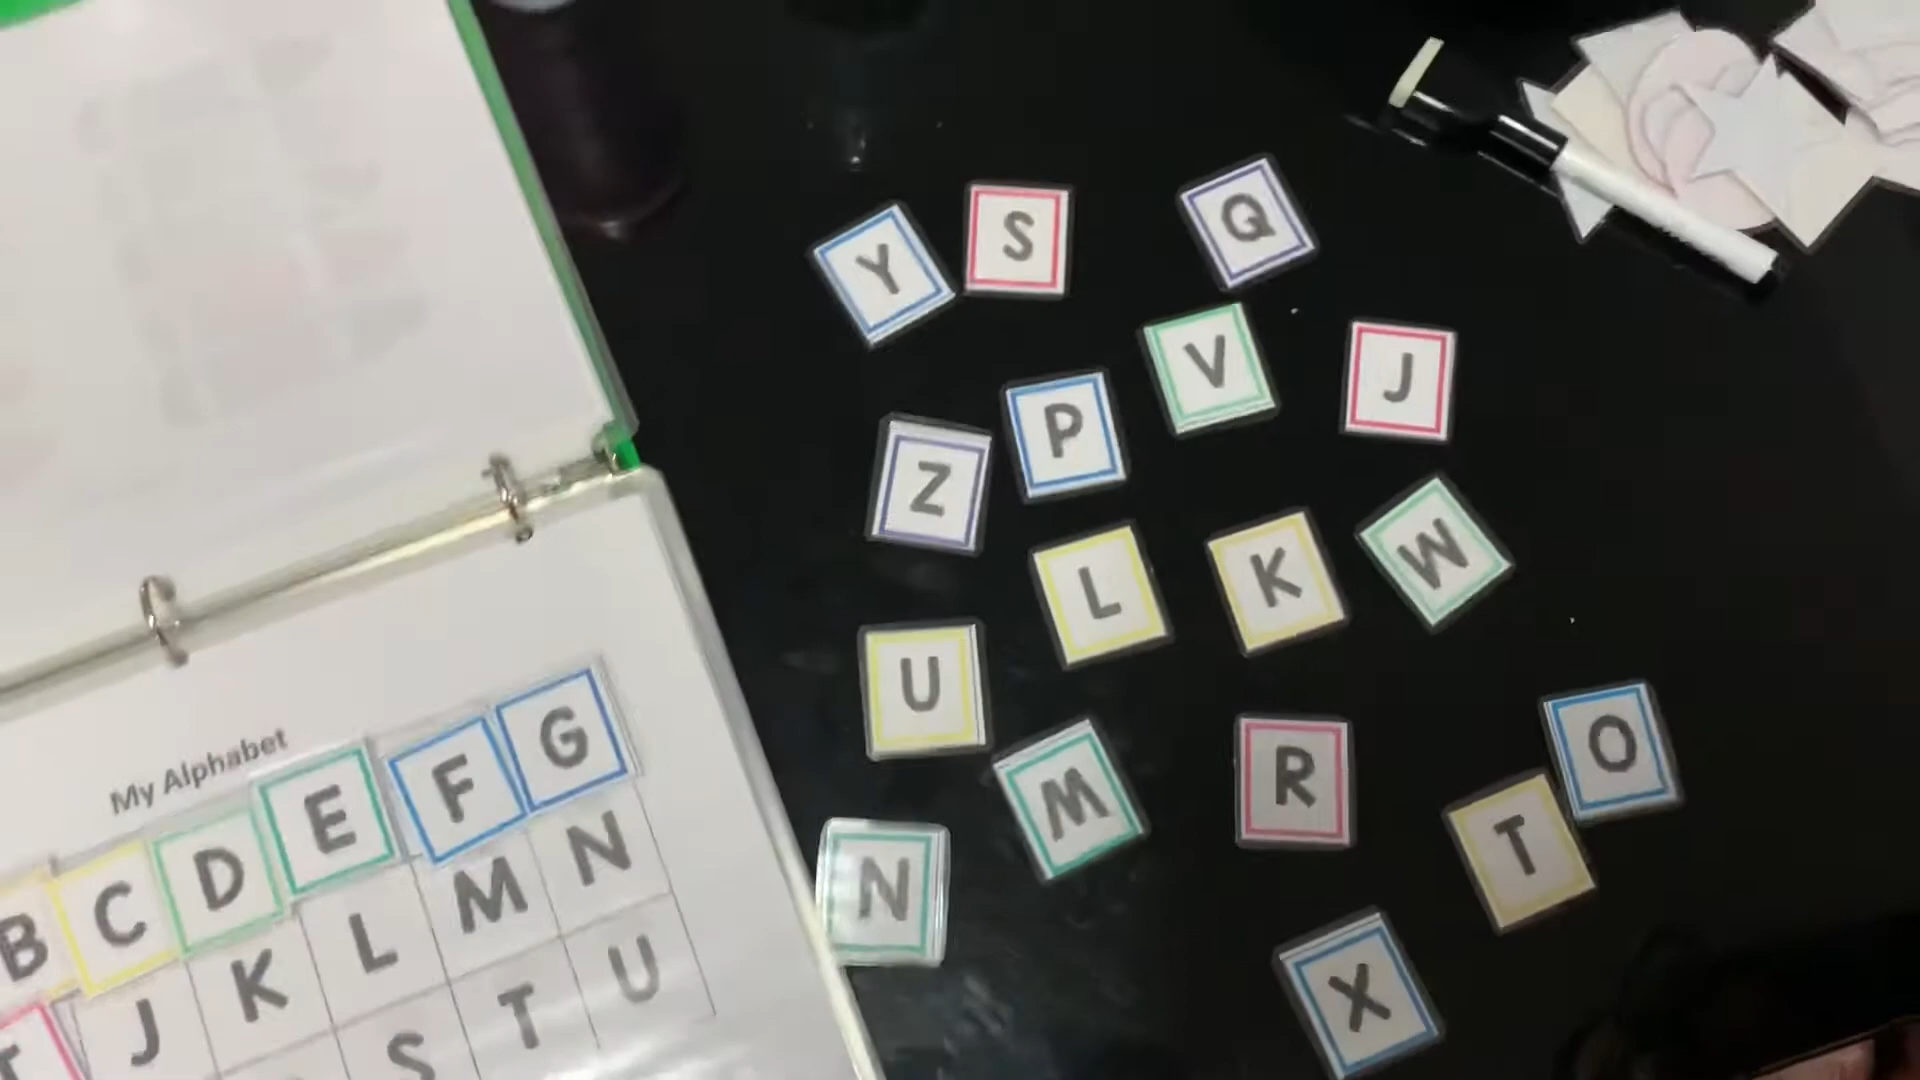 Y S Q
V J
Z P
L K W
U
M R T O
N
X
My Alphabet
B C D E F G
J K L M N
S T U